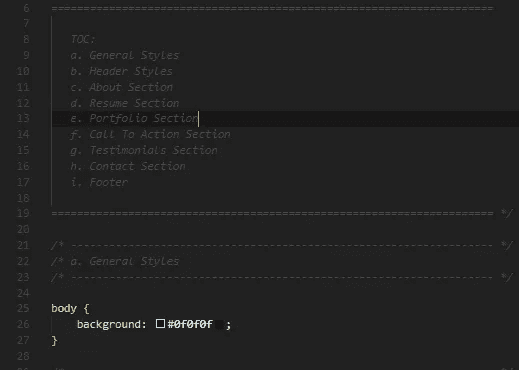 6 =====================================================================
7
8 TOC:
9 a. General Styles
10 b. Header Styles
11 c. About Section
12 d. Resume Section
13 e. Portfolio Section
14 f. Call To Action Section
15 g. Testimonials Section
16 h. Contact Section
17 i. Footer
18
19 ===================================================================== */
20
21 /* ------------------------------------------------------------------ */
22 /* a. General Styles
23 /* ------------------------------------------------------------------ */
24
25 body {
26 background: #0f0f0f ;
27 }
28